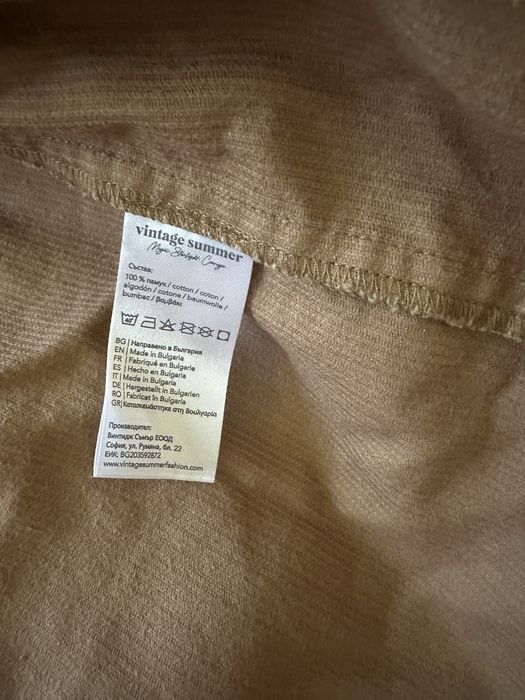 vintage summer
Magic. Starlight. Courage.
Състав:
100 % памук / cotton / coton /
algodón / cotone / baumwolle /
bumbac / βαμβάκι
BG | Направено в България
EN | Made in Bulgaria
FR | Fabriqué en Bulgarie
ES | Hecho en Bulgaria
IT | Made in Bulgaria
DE | Hergestellt in Bulgarien
RO | Fabricat în Bulgaria
GR| Κατασκευάστηκε στη Βουλγαρία
Производител:
Винтидж Съмър ЕООД
София, ул. Румяна, бл. 22
ЕИК: BG203592872
www.vintagesummerfashion.com